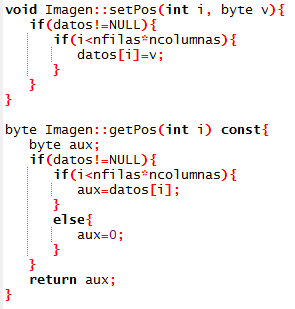 void Imagen::setPos(int i, byte v){
    if(datos!=NULL){
        if(i<nfilas*ncolumnas){
            datos[i]=v;
        }
    }
}

byte Imagen::getPos(int i) const{
    byte aux;
    if(datos!=NULL){
        if(i<nfilas*ncolumnas){
            aux=datos[i];
        }
        else{
            aux=0;
        }
    }
    return aux;
}